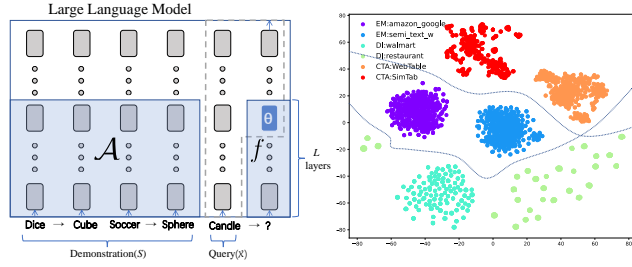 Large Language Model
θ
A
f
L
layers
Dice → Cube Soccer → Sphere Candle → ?
Demonstration(S) Query(X)
EM:amazon_google
EM:semi_text_w
DI:walmart
DI:restaurant
CTA:WebTable
CTA:SimTab
80
60
40
20
0
−20
−40
−60
−80
−80 −60 −40 −20 0 20 40 60 80